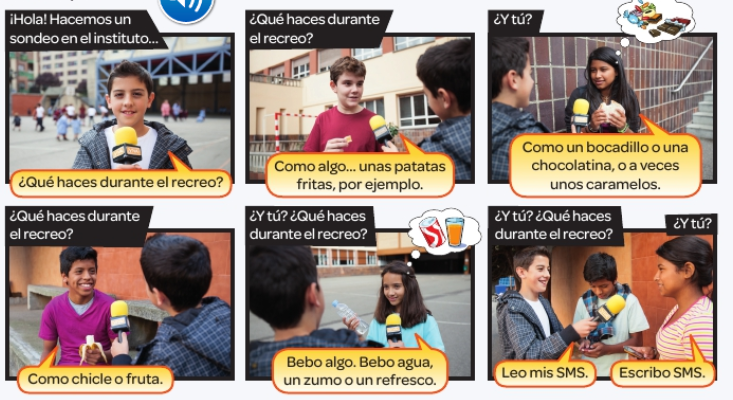 ¡Hola! Hacemos un
sondeo en el instituto...
¿Qué haces durante el recreo?
¿Qué haces durante
el recreo?
Como algo... unas patatas
fritas, por ejemplo.
¿Y tú?
Como un bocadillo o una
chocolatina, o a veces
unos caramelos.
¿Qué haces durante
el recreo?
Como chicle o fruta.
¿Y tú? ¿Qué haces
durante el recreo?
Bebo algo. Bebo agua,
un zumo o un refresco.
¿Y tú? ¿Qué haces
durante el recreo?
Leo mis SMS.
¿Y tú?
Escribo SMS.